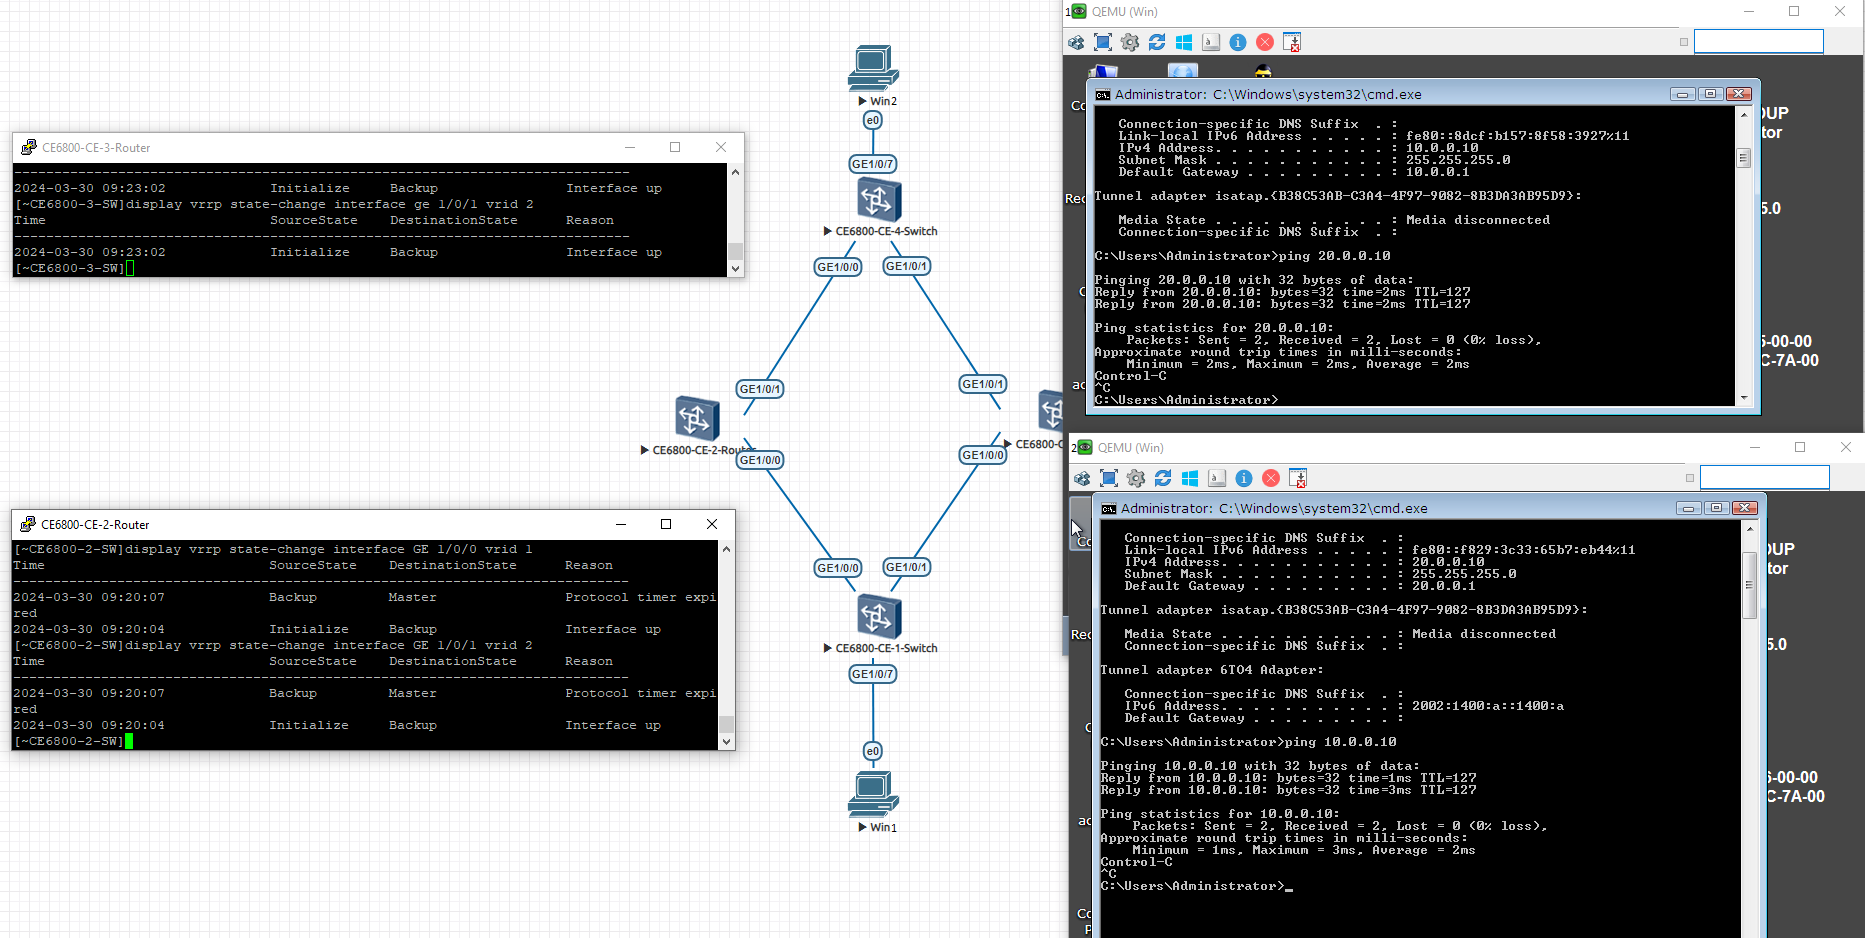 CE6800-CE-3-Router
--------------------------------------------------------------------------------
2024-03-30 09:23:02 Initialize Backup Interface up
[~CE6800-3-SW]display vrrp state-change interface ge 1/0/1 vrid 2
Time SourceState DestinationState Reason
--------------------------------------------------------------------------------
2024-03-30 09:23:02 Initialize Backup Interface up
[~CE6800-3-SW]
CE6800-CE-2-Router
[~CE6800-2-SW]display vrrp state-change interface GE 1/0/0 vrid 1
Time SourceState DestinationState Reason
--------------------------------------------------------------------------------
2024-03-30 09:20:07 Backup Master Protocol timer expi
red
2024-03-30 09:20:04 Initialize Backup Interface up
[~CE6800-2-SW]display vrrp state-change interface GE 1/0/1 vrid 2
Time SourceState DestinationState Reason
--------------------------------------------------------------------------------
2024-03-30 09:20:07 Backup Master Protocol timer expi
red
2024-03-30 09:20:04 Initialize Backup Interface up
[~CE6800-2-SW]
Win2
e0
GE1/0/7
CE6800-CE-4-Switch
GE1/0/0 GE1/0/1
GE1/0/1 GE1/0/1
CE6800-CE-2-Router
CE6800-C
GE1/0/0 GE1/0/0
GE1/0/0 GE1/0/1
CE6800-CE-1-Switch
GE1/0/7
e0
Win1
1 QEMU (Win)
Co
Rec
C
ac
OUP
tor
5.0
5-00-00
C-7A-00
Administrator: C:\Windows\system32\cmd.exe
Connection-specific DNS Suffix . :
Link-local IPv6 Address . . . . . : fe80::8dcf:b157:8f58:3927%11
IPv4 Address. . . . . . . . . . . : 10.0.0.10
Subnet Mask . . . . . . . . . . . : 255.255.255.0
Default Gateway . . . . . . . . . : 10.0.0.1
Tunnel adapter isatap.{B38C53AB-C3A4-4F97-9082-8B3DA3AB95D9}:
Media State . . . . . . . . . . . : Media disconnected
Connection-specific DNS Suffix . :
C:\Users\Administrator>ping 20.0.0.10
Pinging 20.0.0.10 with 32 bytes of data:
Reply from 20.0.0.10: bytes=32 time=2ms TTL=127
Reply from 20.0.0.10: bytes=32 time=2ms TTL=127
Ping statistics for 20.0.0.10:
Packets: Sent = 2, Received = 2, Lost = 0 (0% loss),
Approximate round trip times in milli-seconds:
Minimum = 2ms, Maximum = 2ms, Average = 2ms
Control-C
^C
C:\Users\Administrator>
2 QEMU (Win)
Co
Rec
C
ac
Co
P
OUP
tor
5.0
6-00-00
C-7A-00
Administrator: C:\Windows\system32\cmd.exe
Connection-specific DNS Suffix . :
Link-local IPv6 Address . . . . . : fe80::f829:3c33:65b7:eb44%11
IPv4 Address. . . . . . . . . . . : 20.0.0.10
Subnet Mask . . . . . . . . . . . : 255.255.255.0
Default Gateway . . . . . . . . . : 20.0.0.1
Tunnel adapter isatap.{B38C53AB-C3A4-4F97-9082-8B3DA3AB95D9}:
Media State . . . . . . . . . . . : Media disconnected
Connection-specific DNS Suffix . :
Tunnel adapter 6TO4 Adapter:
Connection-specific DNS Suffix . :
IPv6 Address. . . . . . . . . . . : 2002:1400:a::1400:a
Default Gateway . . . . . . . . . :
C:\Users\Administrator>ping 10.0.0.10
Pinging 10.0.0.10 with 32 bytes of data:
Reply from 10.0.0.10: bytes=32 time=1ms TTL=127
Reply from 10.0.0.10: bytes=32 time=3ms TTL=127
Ping statistics for 10.0.0.10:
Packets: Sent = 2, Received = 2, Lost = 0 (0% loss),
Approximate round trip times in milli-seconds:
Minimum = 1ms, Maximum = 3ms, Average = 2ms
Control-C
^C
C:\Users\Administrator>_